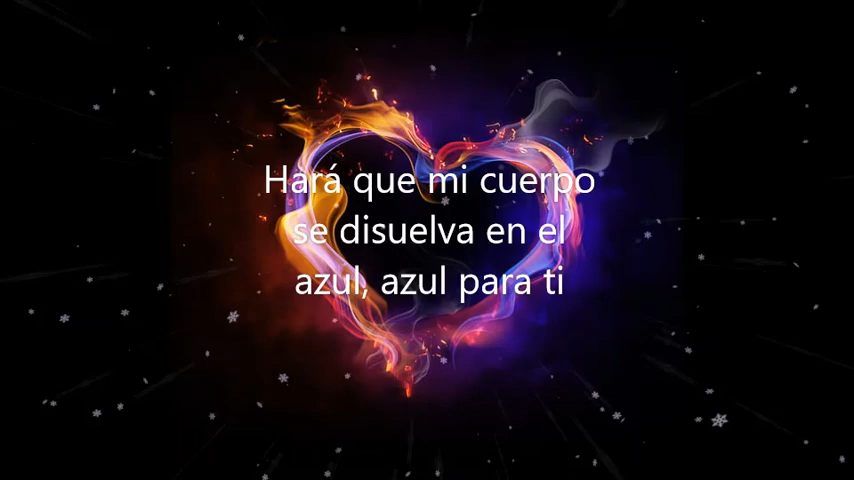 Hará que mi cuerpo
se disuelva en el
azul, azul para ti